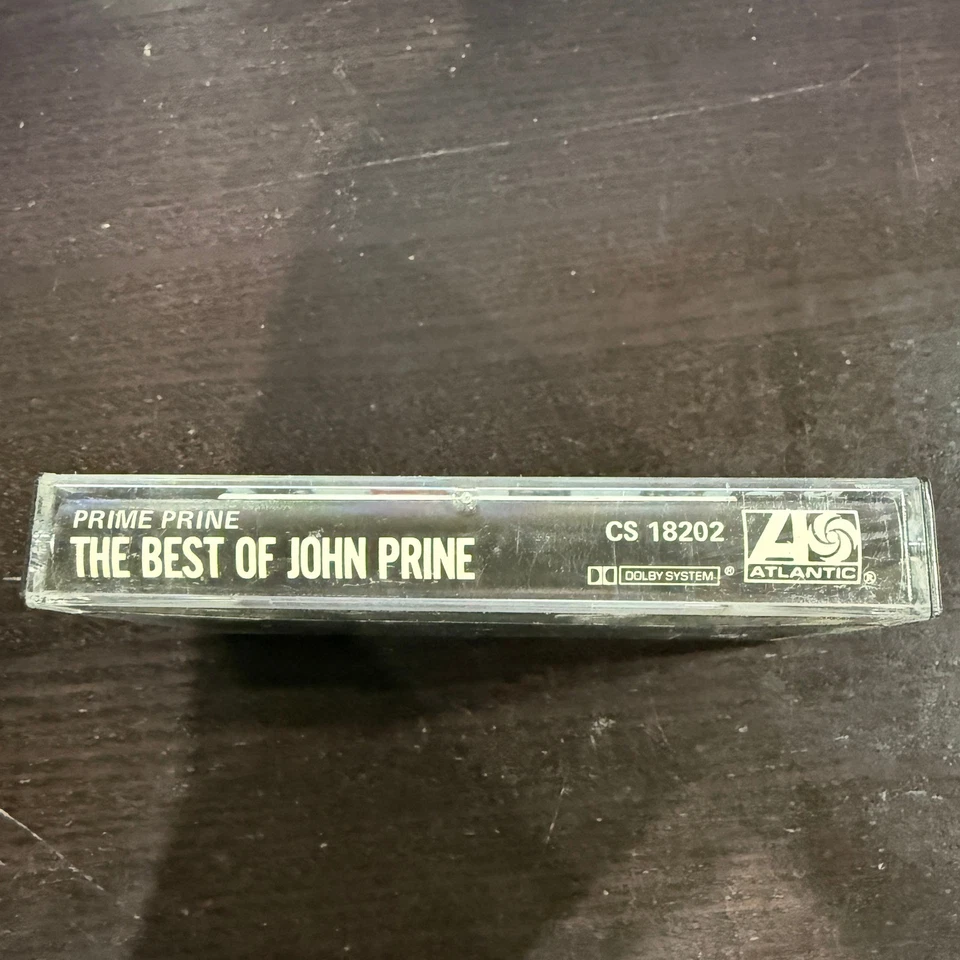 PRIME PRINE
THE BEST OF JOHN PRINE
CS 18202
DOLBY SYSTEM ®
ATLANTIC ®